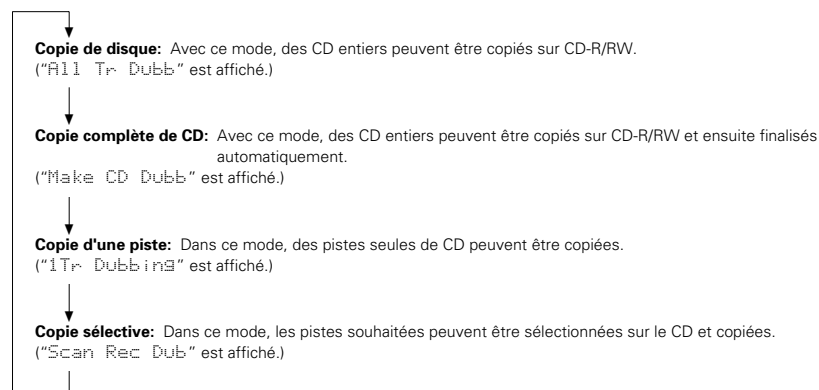 Copie de disque: Avec ce mode, des CD entiers peuvent être copiés sur CD-R/RW.
("All Tr Dubb" est affiché.)
Copie complète de CD: Avec ce mode, des CD entiers peuvent être copiés sur CD-R/RW et ensuite finalisés
automatiquement.
("Make CD Dubb" est affiché.)
Copie d'une piste: Dans ce mode, des pistes seules de CD peuvent être copiées.
("1Tr Dubbing" est affiché.)
Copie sélective: Dans ce mode, les pistes souhaitées peuvent être sélectionnées sur le CD et copiées.
("Scan Rec Dub" est affiché.)